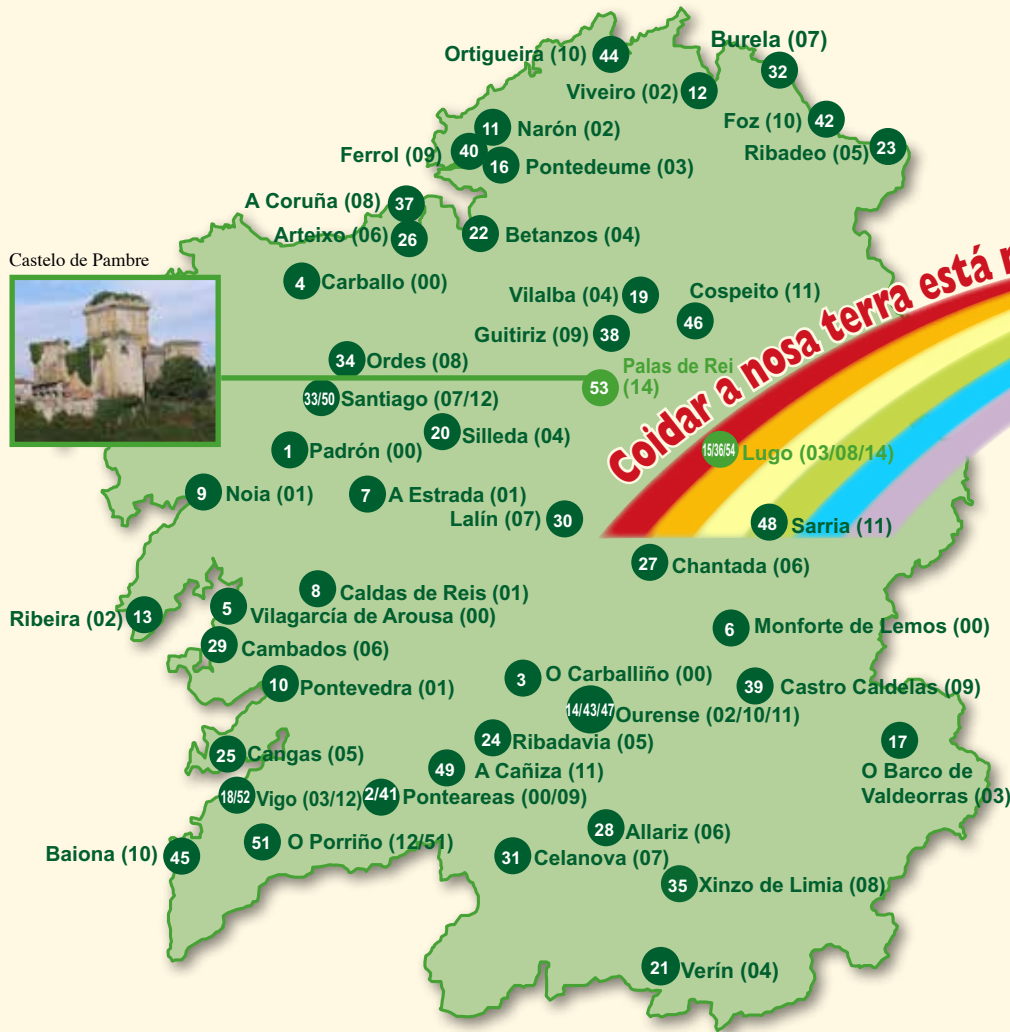 Ortigueira (10)
44
Burela (07)
32
Viveiro (02)
12
Foz (10)
42
Ribadeo (05)
23
11
Narón (02)
Ferrol (09)
40
16
Pontedeume (03)
A Coruña (08)
37
Arteixo (06)
26
22
Betanzos (04)
Castelo de Pambre
4
Carballo (00)
Vilalba (04)
19
Cospeito (11)
46
Guitiriz (09)
38
Coidar a nosa terra está
34
Ordes (08)
Palas de Rei
(14)
53
33/50
Santiago (07/12)
20
Silleda (04)
15/36/54
Lugo (03/08/14)
1
Padrón (00)
9
Noia (01)
7
A Estrada (01)
Lalín (07)
30
48
Sarria (11)
27
Chantada (06)
8
Caldas de Reis (01)
Ribeira (02)
13
5
Vilagarcía de Arousa (00)
6
Monforte de Lemos (00)
29
Cambados (06)
3
O Carballiño (00)
10
Pontevedra (01)
39
Castro Caldelas (09)
14/43/47
Ourense (02/10/11)
24
Ribadavia (05)
17
O Barco de
Valdeorras (03)
25
Cangas (05)
49
A Cañiza (11)
18/52
Vigo (03/12)
2/41
Ponteareas (00/09)
28
Allariz (06)
51
O Porriño (12/51)
Baiona (10)
45
31
Celanova (07)
35
Xinzo de Limia (08)
21
Verín (04)